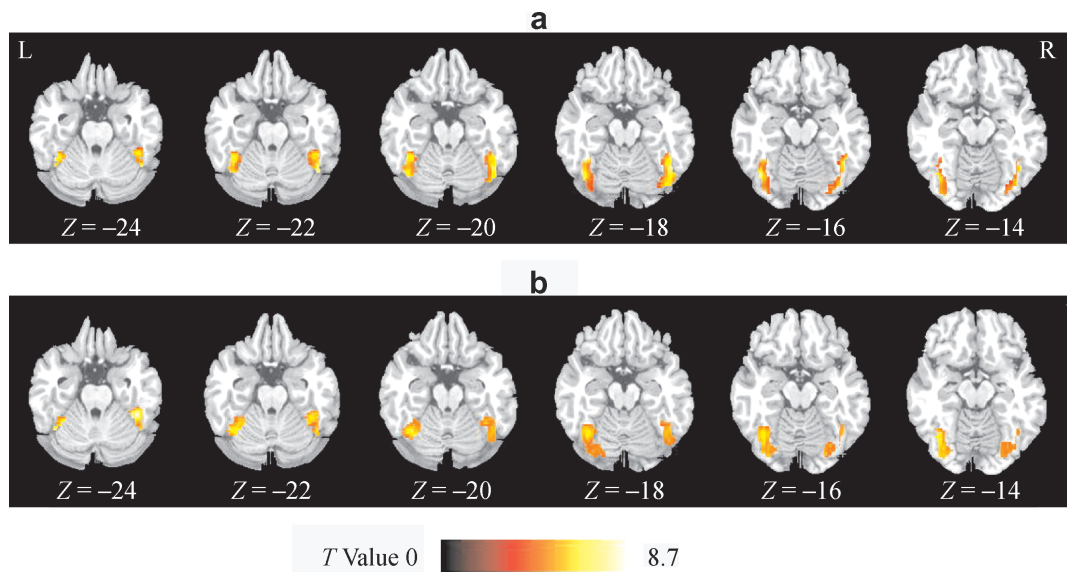 a
L R
Z = –24 Z = –22 Z = –20 Z = –18 Z = –16 Z = –14
b
Z = –24 Z = –22 Z = –20 Z = –18 Z = –16 Z = –14
T Value 0 8.7